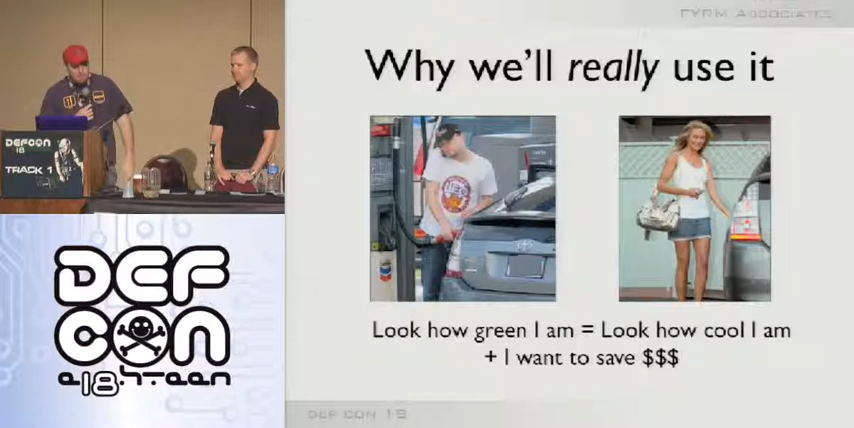 FYRM ASSOCIATES
Why we'll really use it
DEFCON
18
TRACK 1
DEF
CON
Look how green I am = Look how cool I am
+ I want to save $$$
DEF CON 18